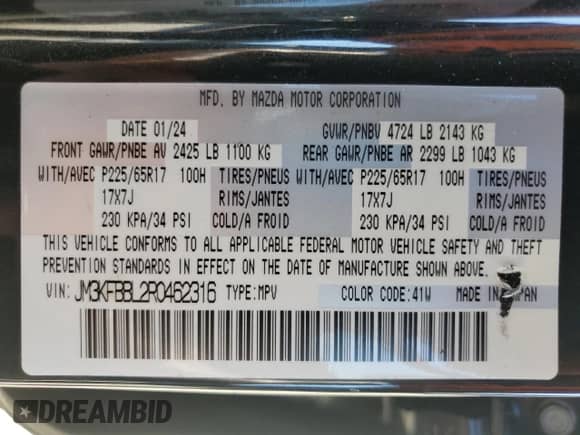 MFD. BY MAZDA MOTOR CORPORATION
DATE 01/24 GVWR/PNBV 4724 LB 2143 KG
FRONT GAWR/PNBE AV 2425 LB 1100 KG REAR GAWR/PNBE AR 2299 LB 1043 KG
WITH/AVEC P225/65R17 100H TIRES/PNEUS P225/65R17 100H TIRES/PNEUS
17X7J RIMS/JANTES 17X7J RIMS/JANTES
230 KPA/34 PSI COLD/A FROID 230 KPA/34 PSI COLD/A FROID
THIS VEHICLE CONFORMS TO ALL APPLICABLE FEDERAL MOTOR VEHICLE SAFETY AND THEFT
PREVENTION STANDARDS IN EFFECT ON THE DATE OF MANUFACTURE SHOWN ABOVE.
VIN: JM3KFBBL2R0462316 TYPE:MPV COLOR CODE:41W MADE IN JAPAN
DREAMBID